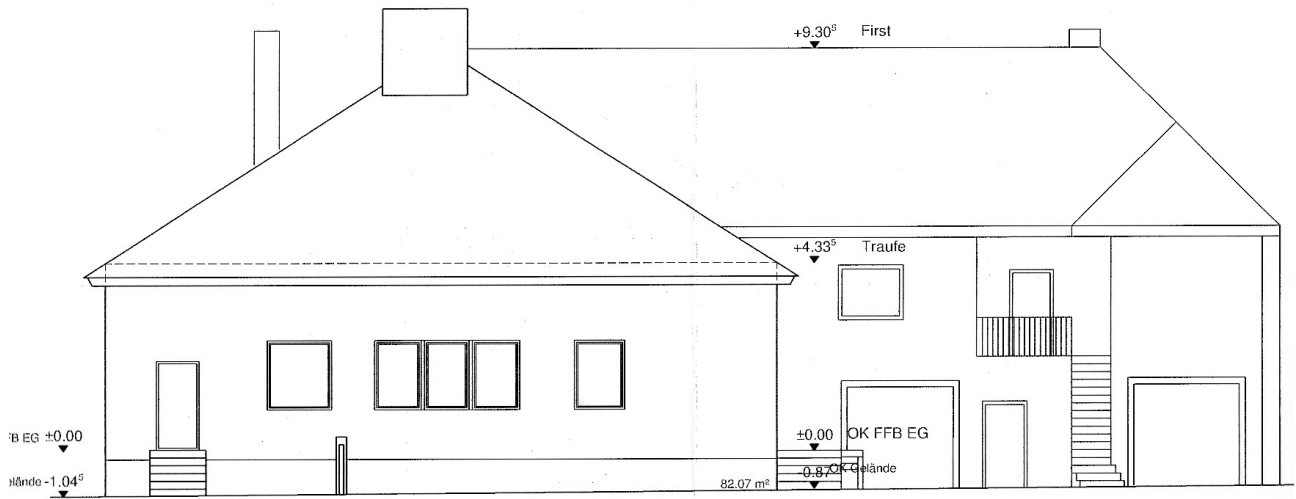 +9.30⁵ First
+4.33⁵ Traufe
FB EG ±0.00
±0.00 OK FFB EG
elände -1.04⁵
-0.87 OK Gelände
82.07 m²